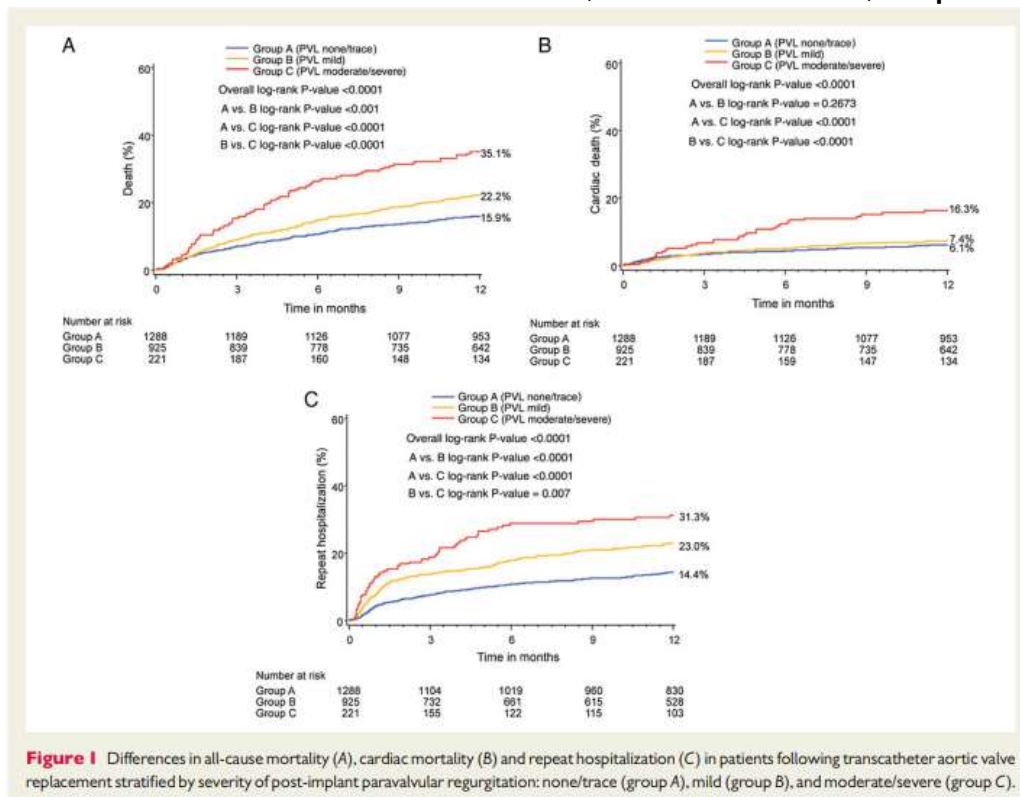 A
Group A (PVL none/trace)
Group B (PVL mild)
Group C (PVL moderate/severe)
Overall log-rank P-value <0.0001
A vs. B log-rank P-value <0.001
A vs. C log-rank P-value <0.0001
B vs. C log-rank P-value <0.0001
Death (%)
60
40
20
0
35.1%
22.2%
15.9%
0 3 6 9 12
Time in months
Number at risk
Group A 1288 1189 1126 1077 953
Group B 925 839 778 735 642
Group C 221 187 160 148 134
B
Group A (PVL none/trace)
Group B (PVL mild)
Group C (PVL moderate/severe)
Overall log-rank P-value <0.0001
A vs. B log-rank P-value = 0.2673
A vs. C log-rank P-value <0.0001
B vs. C log-rank P-value <0.0001
Cardiac death (%)
60
40
20
0
16.3%
7.4%
6.1%
0 3 6 9 12
Time in months
Number at risk
Group A 1288 1189 1126 1077 953
Group B 925 839 778 735 642
Group C 221 187 159 147 134
C
Group A (PVL none/trace)
Group B (PVL mild)
Group C (PVL moderate/severe)
Overall log-rank P-value <0.0001
A vs. B log-rank P-value <0.0001
A vs. C log-rank P-value <0.0001
B vs. C log-rank P-value = 0.007
Repeat hospitalization (%)
60
40
20
0
31.3%
23.0%
14.4%
0 3 6 9 12
Time in months
Number at risk
Group A 1288 1104 1019 960 830
Group B 925 732 661 615 528
Group C 221 155 122 115 103
Figure 1 Differences in all-cause mortality (A), cardiac mortality (B) and repeat hospitalization (C) in patients following transcatheter aortic valve
replacement stratified by severity of post-implant paravalvular regurgitation: none/trace (group A), mild (group B), and moderate/severe (group C).